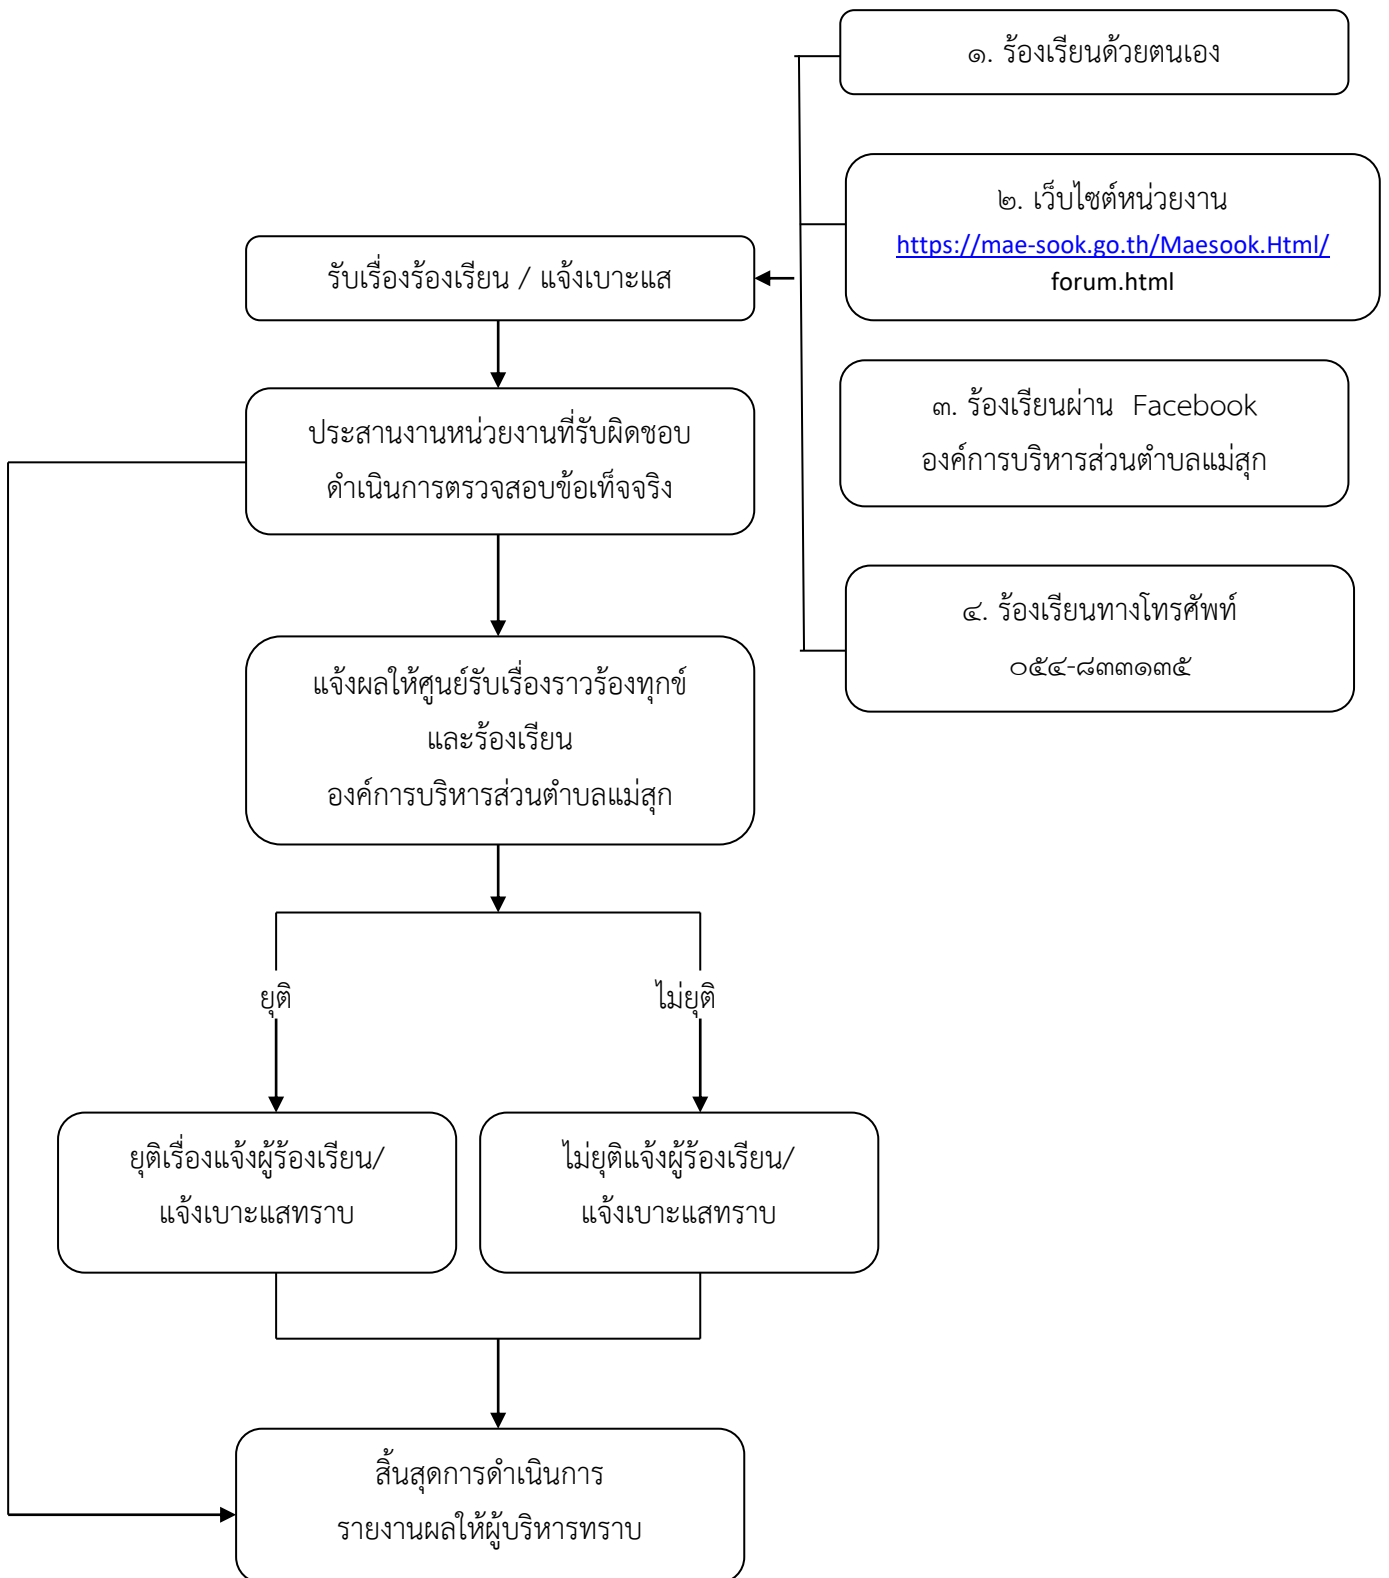 ๑. ร้องเรียนด้วยตนเอง
๒. เว็บไซต์หน่วยงาน
https://mae-sook.go.th/Maesook.Html/
forum.html
รับเรื่องร้องเรียน / แจ้งเบาะแส
๓. ร้องเรียนผ่าน Facebook
องค์การบริหารส่วนตำบลแม่สุก
ประสานงานหน่วยงานที่รับผิดชอบ
ดำเนินการตรวจสอบข้อเท็จจริง
๔. ร้องเรียนทางโทรศัพท์
๐๕๔-๘๓๓๑๓๕
แจ้งผลให้ศูนย์รับเรื่องราวร้องทุกข์
และร้องเรียน
องค์การบริหารส่วนตำบลแม่สุก
ยุติ
ไม่ยุติ
ยุติเรื่องแจ้งผู้ร้องเรียน/
แจ้งเบาะแสทราบ
ไม่ยุติแจ้งผู้ร้องเรียน/
แจ้งเบาะแสทราบ
สิ้นสุดการดำเนินการ
รายงานผลให้ผู้บริหารทราบ